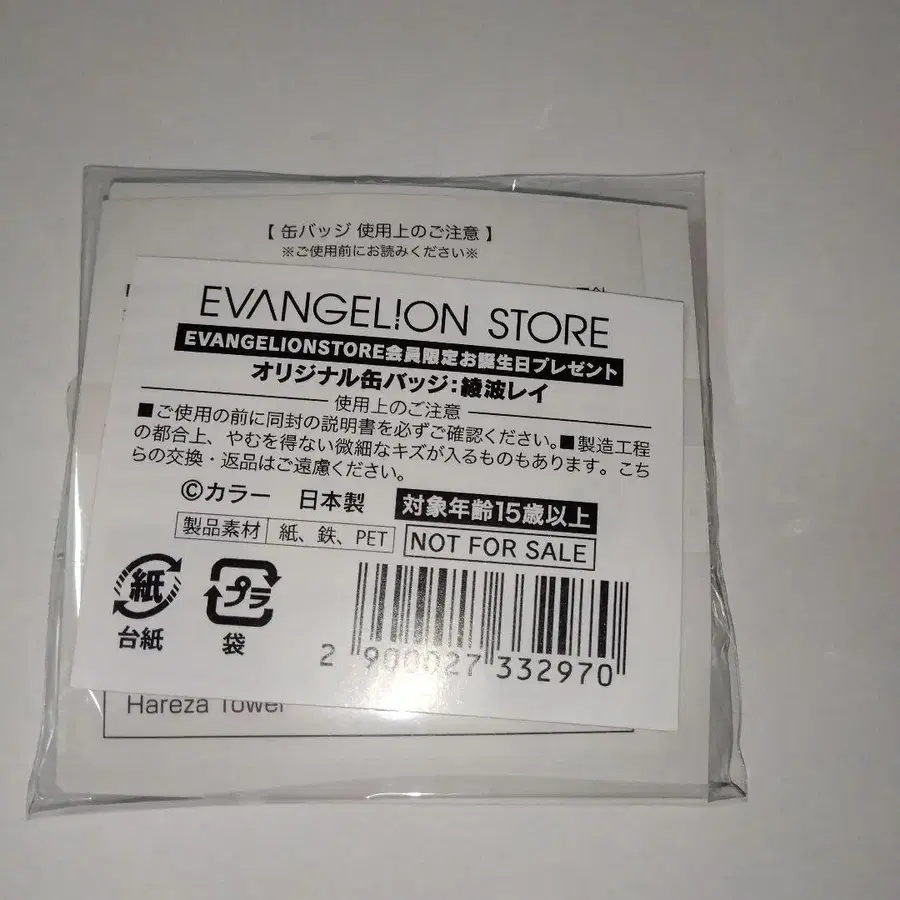 【 缶バッジ 使用上のご注意 】
※ご使用前にお読みください※
EVANGELION STORE
EVANGELIONSTORE会員限定お誕生日プレゼント
オリジナル缶バッジ：綾波レイ
使用上のご注意
■ご使用の前に同封の説明書を必ずご確認ください。■製造工程
の都合上、やむを得ない微細なキズが入るものもあります。こち
らの交換・返品はご遠慮ください。
©カラー 日本製 対象年齢15歳以上
製品素材 紙、鉄、PET NOT FOR SALE
紙 プラ
台紙 袋
2 900027 332970
Hareza Tower